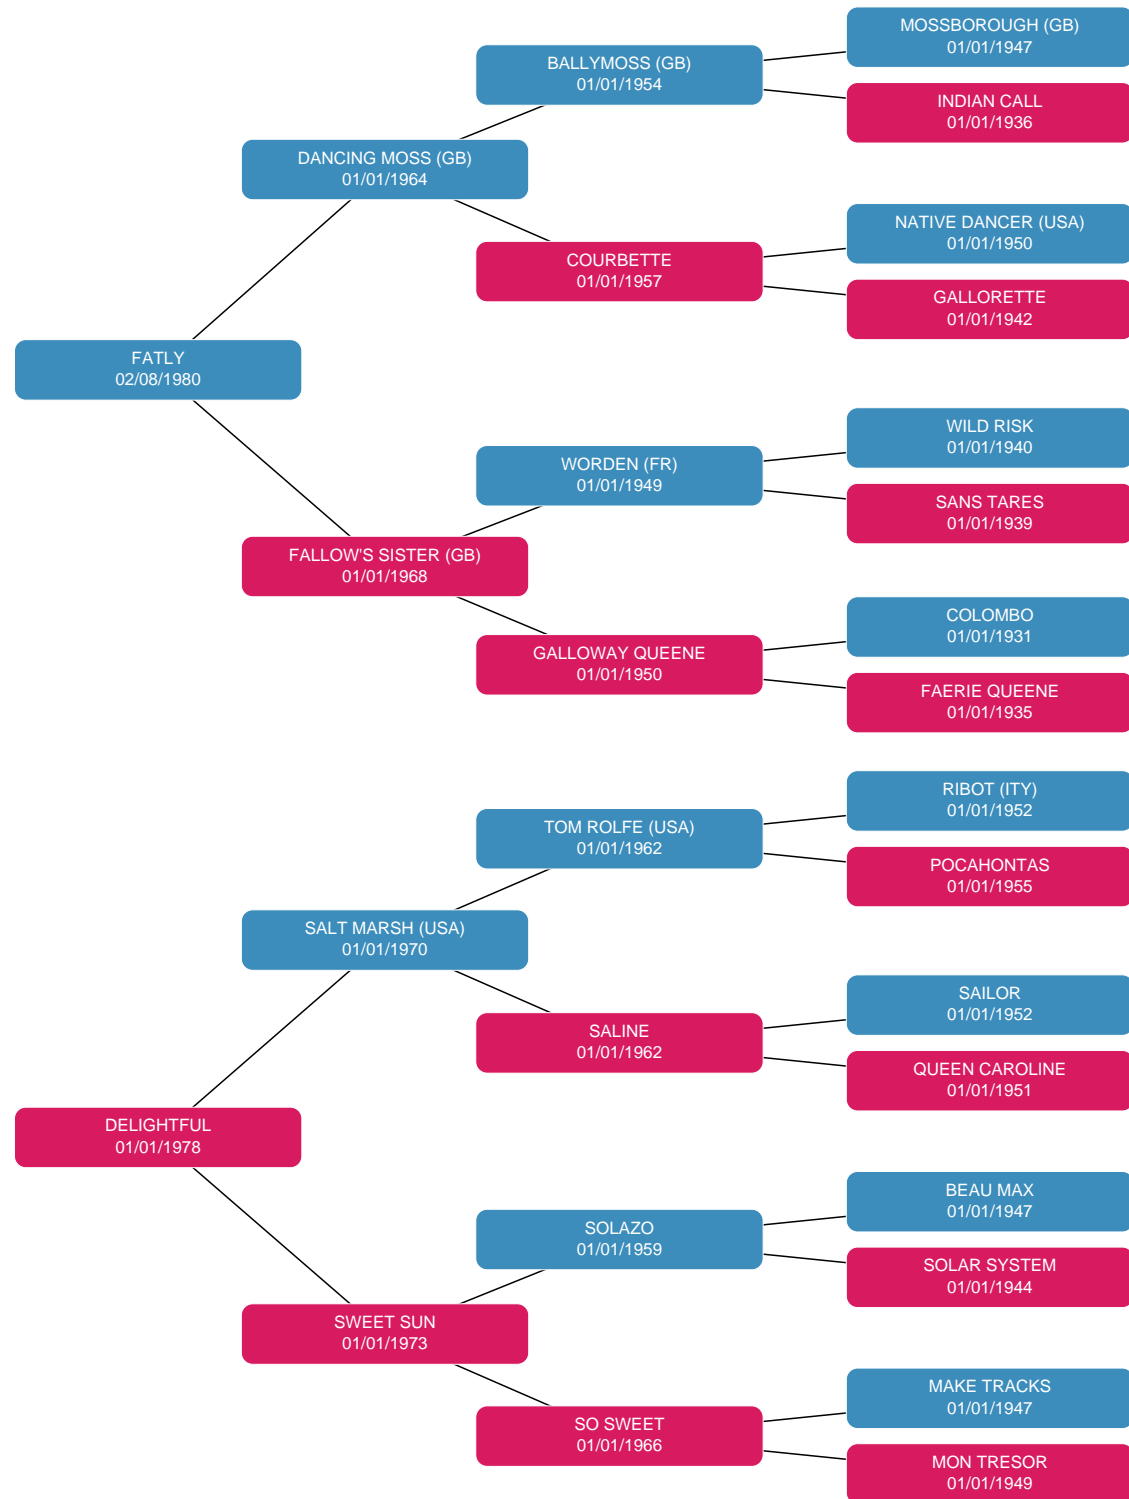 MOSSBOROUGH (GB)
01/01/1947
BALLYMOSS (GB)
01/01/1954
INDIAN CALL
01/01/1936
DANCING MOSS (GB)
01/01/1964
NATIVE DANCER (USA)
01/01/1950
COURBETTE
01/01/1957
GALLORETTE
01/01/1942
FATLY
02/08/1980
WILD RISK
01/01/1940
WORDEN (FR)
01/01/1949
SANS TARES
01/01/1939
FALLOW'S SISTER (GB)
01/01/1968
COLOMBO
01/01/1931
GALLOWAY QUEENE
01/01/1950
FAERIE QUEENE
01/01/1935
RIBOT (ITY)
01/01/1952
TOM ROLFE (USA)
01/01/1962
POCAHONTAS
01/01/1955
SALT MARSH (USA)
01/01/1970
SAILOR
01/01/1952
SALINE
01/01/1962
QUEEN CAROLINE
01/01/1951
DELIGHTFUL
01/01/1978
BEAU MAX
01/01/1947
SOLAZO
01/01/1959
SOLAR SYSTEM
01/01/1944
SWEET SUN
01/01/1973
MAKE TRACKS
01/01/1947
SO SWEET
01/01/1966
MON TRESOR
01/01/1949